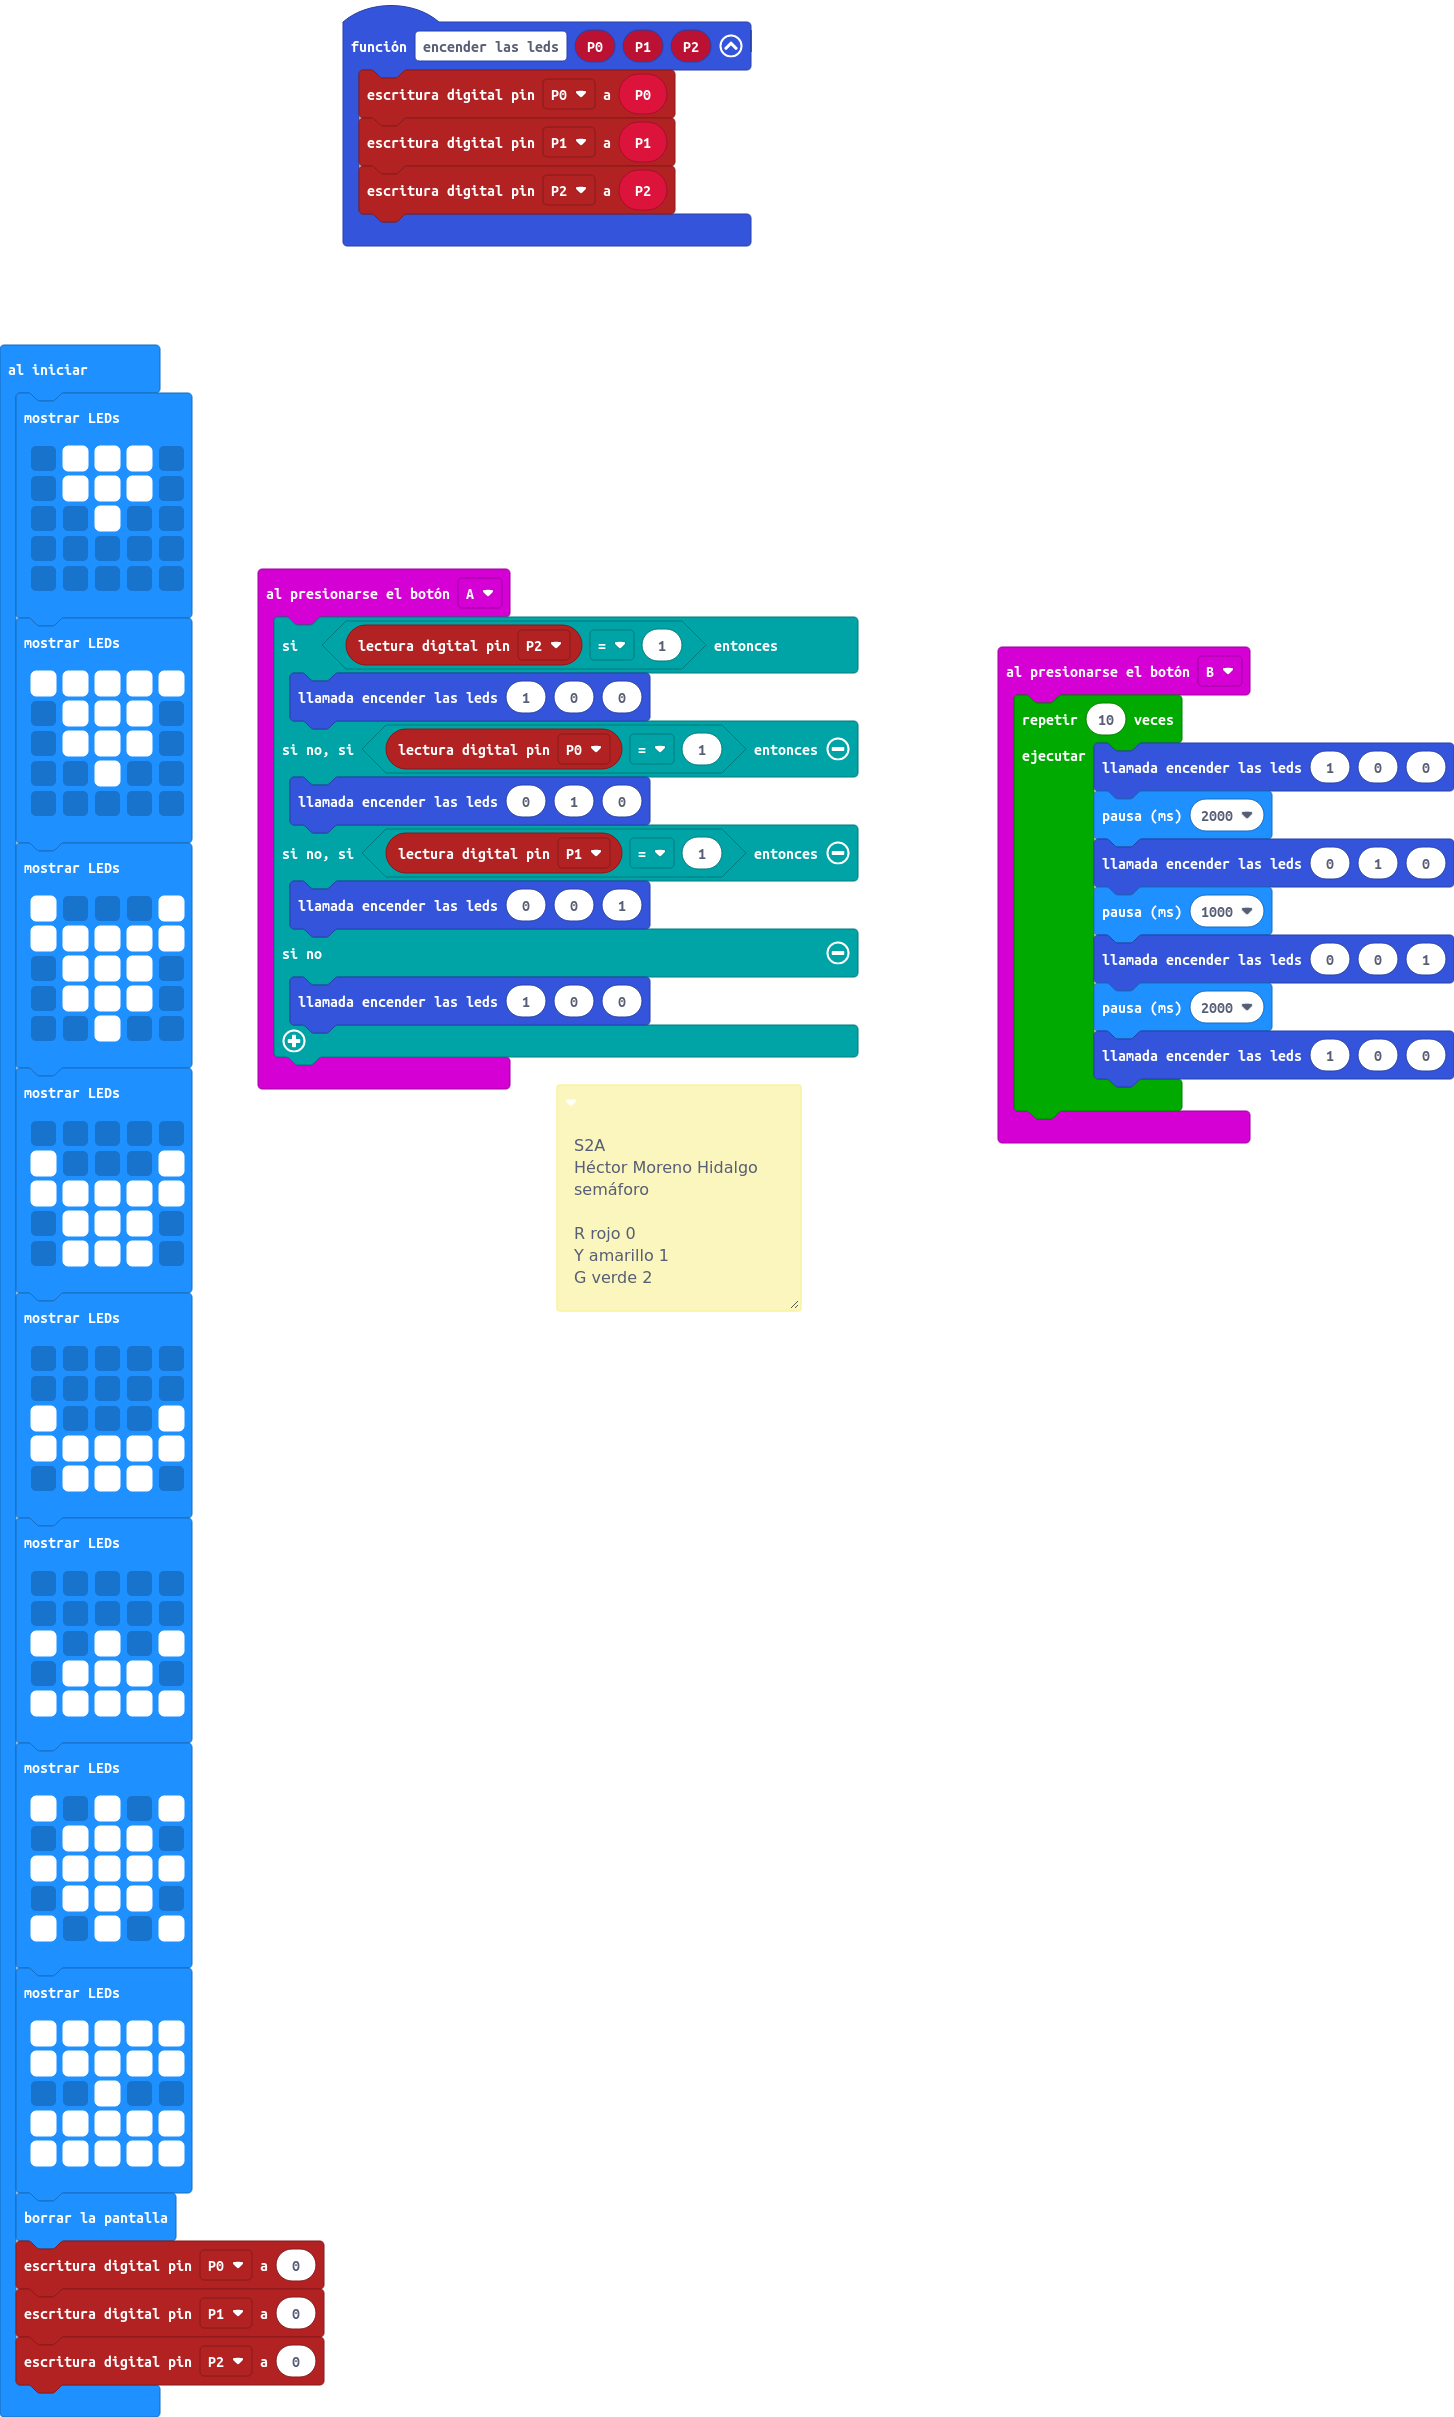 función encender las leds P0 P1 P2
escritura digital pin P0 a P0
escritura digital pin P1 a P1
escritura digital pin P2 a P2
al iniciar
mostrar LEDs
mostrar LEDs
mostrar LEDs
mostrar LEDs
mostrar LEDs
mostrar LEDs
mostrar LEDs
mostrar LEDs
borrar la pantalla
escritura digital pin P0 a 0
escritura digital pin P1 a 0
escritura digital pin P2 a 0
al presionarse el botón A
si lectura digital pin P2 = 1 entonces
llamada encender las leds 1 0 0
si no, si lectura digital pin P0 = 1 entonces
llamada encender las leds 0 1 0
si no, si lectura digital pin P1 = 1 entonces
llamada encender las leds 0 0 1
si no
llamada encender las leds 1 0 0
S2A
Héctor Moreno Hidalgo
semáforo
R rojo 0
Y amarillo 1
G verde 2
al presionarse el botón B
repetir 10 veces
ejecutar llamada encender las leds 1 0 0
pausa (ms) 2000
llamada encender las leds 0 1 0
pausa (ms) 1000
llamada encender las leds 0 0 1
pausa (ms) 2000
llamada encender las leds 1 0 0